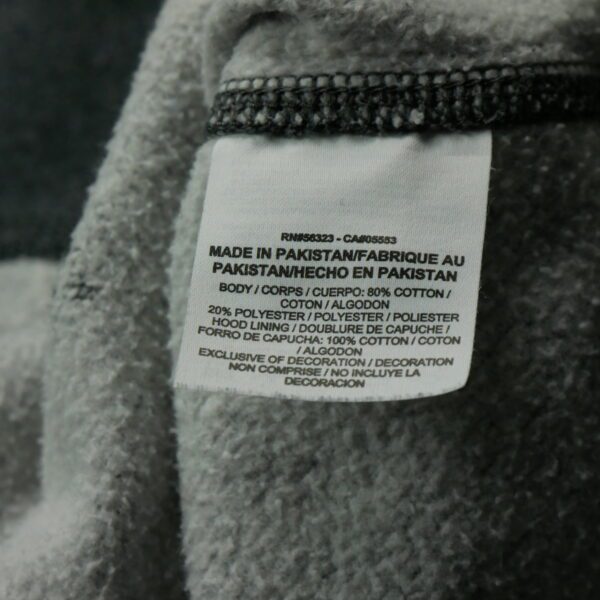 RN#56323 - CA#05553
MADE IN PAKISTAN/FABRIQUE AU
PAKISTAN/HECHO EN PAKISTAN
BODY / CORPS / CUERPO: 80% COTTON /
COTON / ALGODON
20% POLYESTER / POLYESTER / POLIESTER
HOOD LINING / DOUBLURE DE CAPUCHE /
FORRO DE CAPUCHA: 100% COTTON / COTON
/ ALGODON
EXCLUSIVE OF DECORATION / DECORATION
NON COMPRISE / NO INCLUYE LA
DECORACION